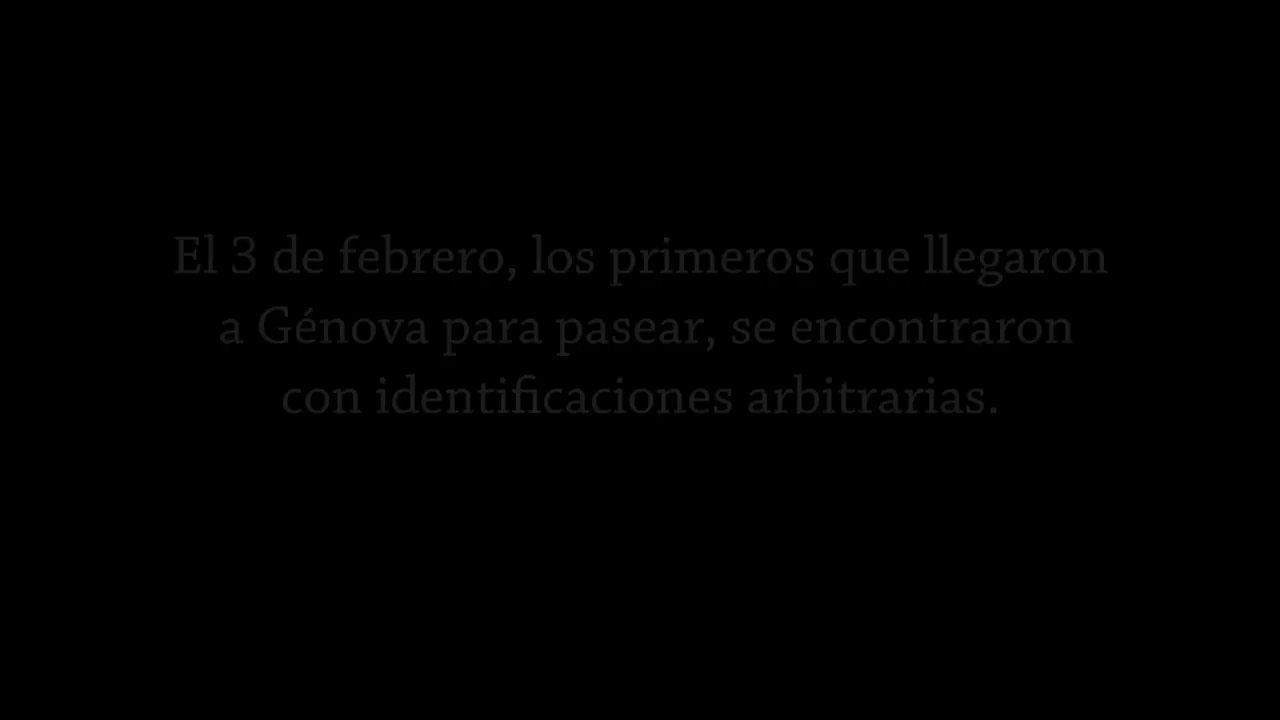 El 3 de febrero, los primeros que llegaron
a Génova para pasear, se encontraron
con identificaciones arbitrarias.